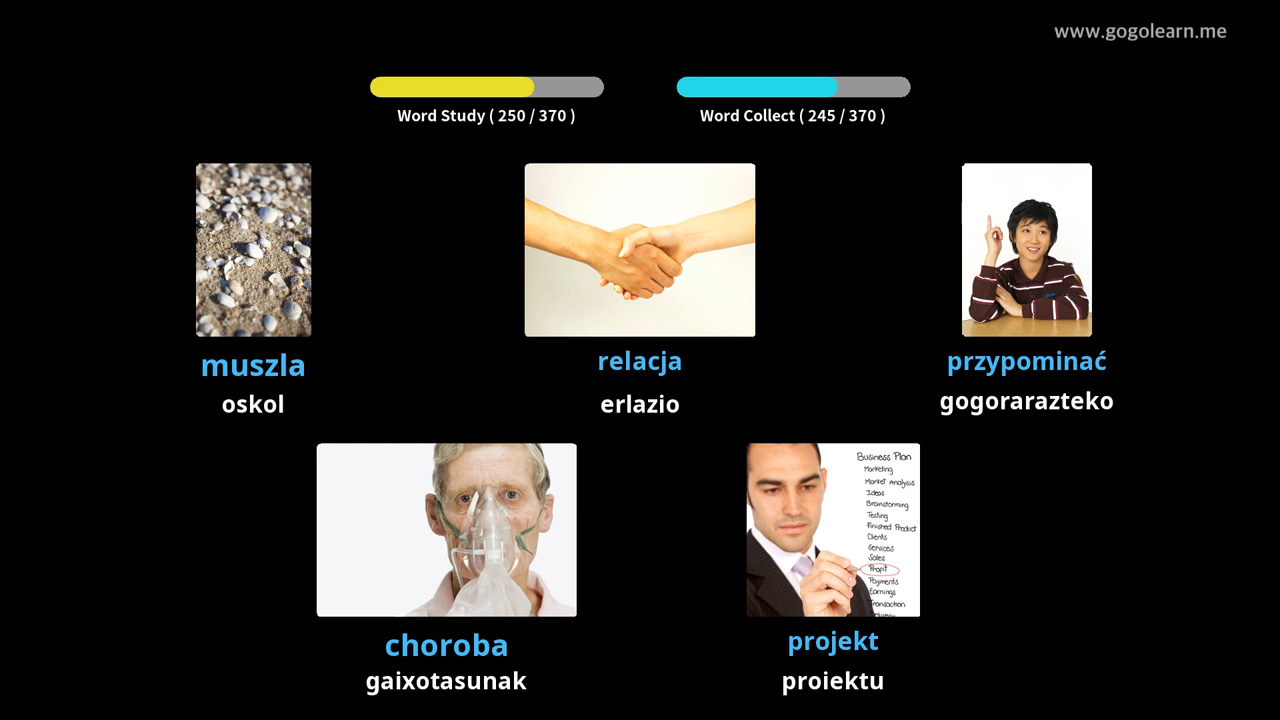 www.gogolearn.me
Word Study ( 250 / 370 )
Word Collect ( 245 / 370 )
muszla
oskol
relacja
erlazio
przypominać
gogorarazteko
choroba
gaixotasunak
projekt
proiektu
Business Plan
Marketing
Market Analysis
Ideas
Brainstorming
Testing
Finished Product
Clients
Services
Sales
Profit
Payments
Earnings
Transaction